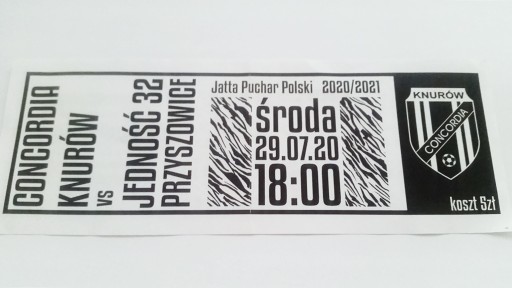 CONCORDIA
KNURÓW
vs
JEDNOŚĆ 32
PRZYSZOWICE
Jatta Puchar Polski 2020/2021
środa
29.07.20
18:00
KNURÓW
CONCORDIA
koszt 5zł